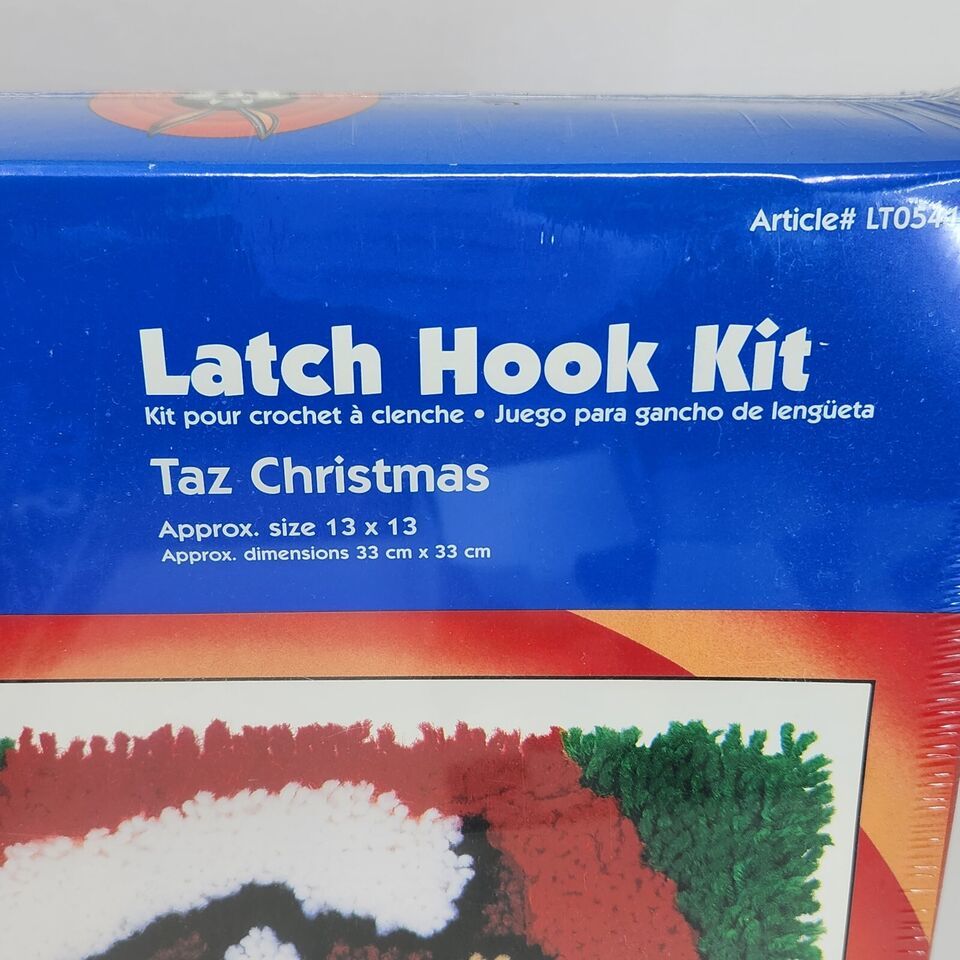 Article# LT0541
Latch Hook Kit
Kit pour crochet à clenche • Juego para gancho de lengüeta
Taz Christmas
Approx. size 13 x 13
Approx. dimensions 33 cm x 33 cm